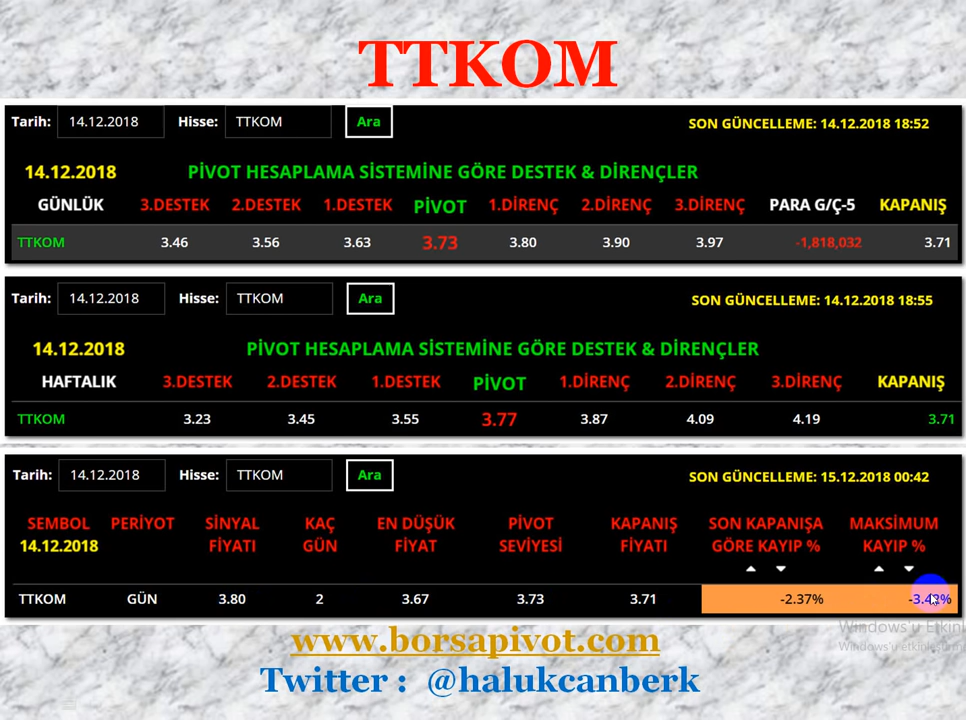 TTKOM
Tarih: 14.12.2018 Hisse: TTKOM Ara SON GÜNCELLEME: 14.12.2018 18:52
14.12.2018 PİVOT HESAPLAMA SİSTEMİNE GÖRE DESTEK & DİRENÇLER
GÜNLÜK 3.DESTEK 2.DESTEK 1.DESTEK PİVOT 1.DİRENÇ 2.DİRENÇ 3.DİRENÇ PARA G/Ç-5 KAPANIŞ
TTKOM 3.46 3.56 3.63 3.73 3.80 3.90 3.97 -1,818,032 3.71
Tarih: 14.12.2018 Hisse: TTKOM Ara SON GÜNCELLEME: 14.12.2018 18:55
14.12.2018 PİVOT HESAPLAMA SİSTEMİNE GÖRE DESTEK & DİRENÇLER
HAFTALIK 3.DESTEK 2.DESTEK 1.DESTEK PİVOT 1.DİRENÇ 2.DİRENÇ 3.DİRENÇ KAPANIŞ
TTKOM 3.23 3.45 3.55 3.77 3.87 4.09 4.19 3.71
Tarih: 14.12.2018 Hisse: TTKOM Ara SON GÜNCELLEME: 15.12.2018 00:42
SEMBOL PERİYOT SİNYAL KAÇ EN DÜŞÜK PİVOT KAPANIŞ SON KAPANIŞA MAKSİMUM
14.12.2018 FİYATI GÜN FİYAT SEVİYESİ FİYATI GÖRE KAYIP % KAYIP %
TTKOM GÜN 3.80 2 3.67 3.73 3.71 -2.37%
www.borsapivot.com
Twitter : @halukcanberk
Windows'u